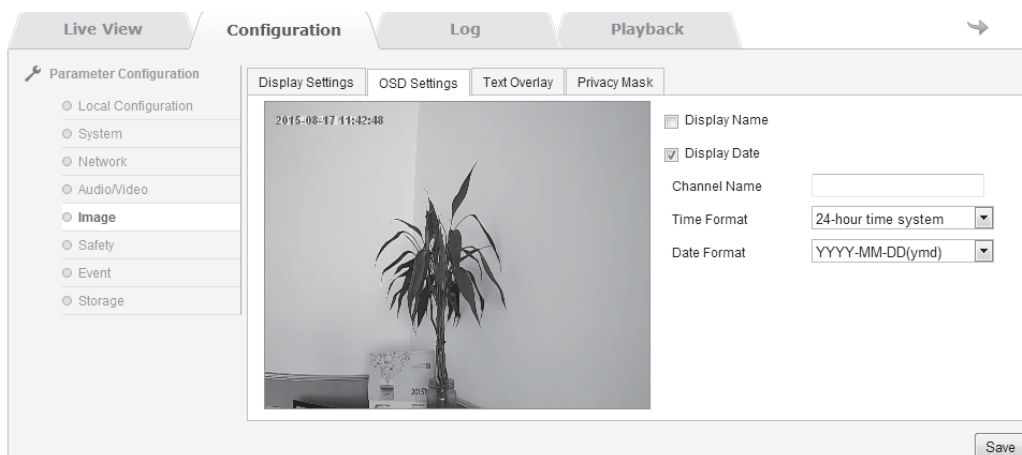 Live View
Configuration
Log
Playback
Parameter Configuration
Local Configuration
System
Network
Audio/Video
Image
Safety
Event
Storage
Display Settings
OSD Settings
Text Overlay
Privacy Mask
2015-08-17 11:42:48
2015
Display Name
Display Date
Channel Name
Time Format
24-hour time system
Date Format
YYYY-MM-DD(ymd)
Save